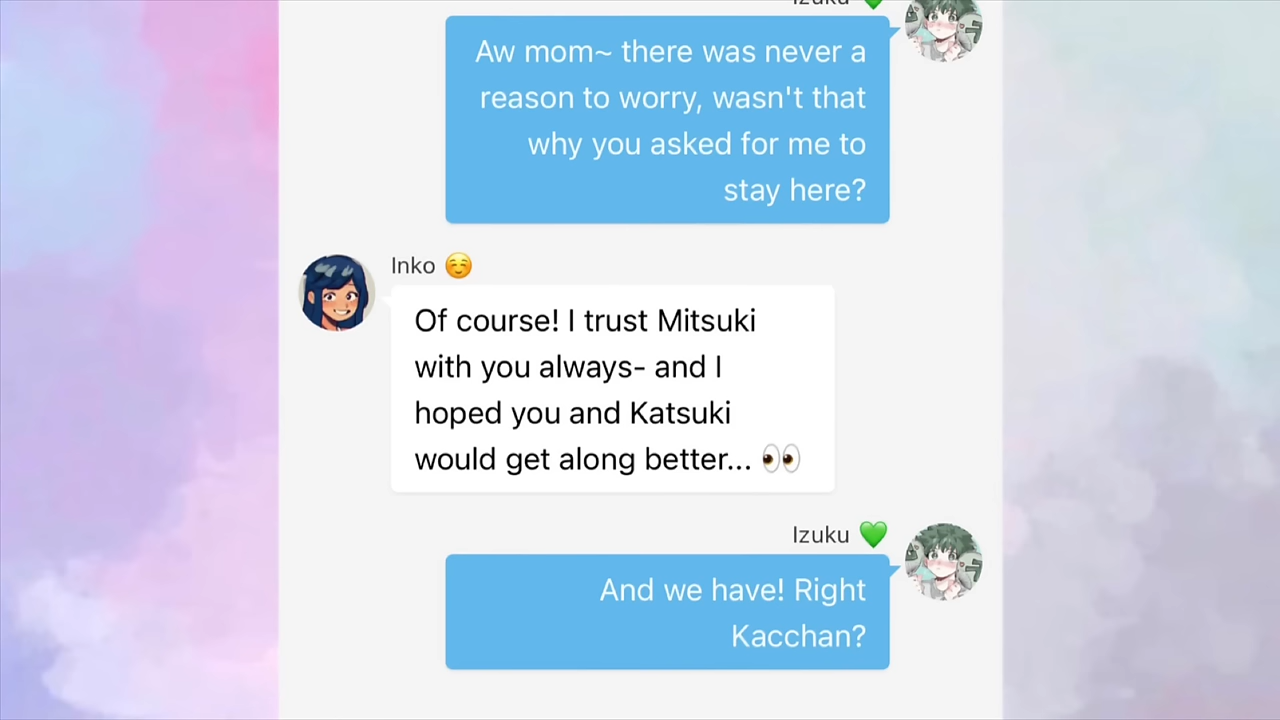 Izuku 💚
Aw mom~ there was never a
reason to worry, wasn't that
why you asked for me to
stay here?
Inko ☺️
Of course! I trust Mitsuki
with you always- and I
hoped you and Katsuki
would get along better... 👀
Izuku 💚
And we have! Right
Kacchan?